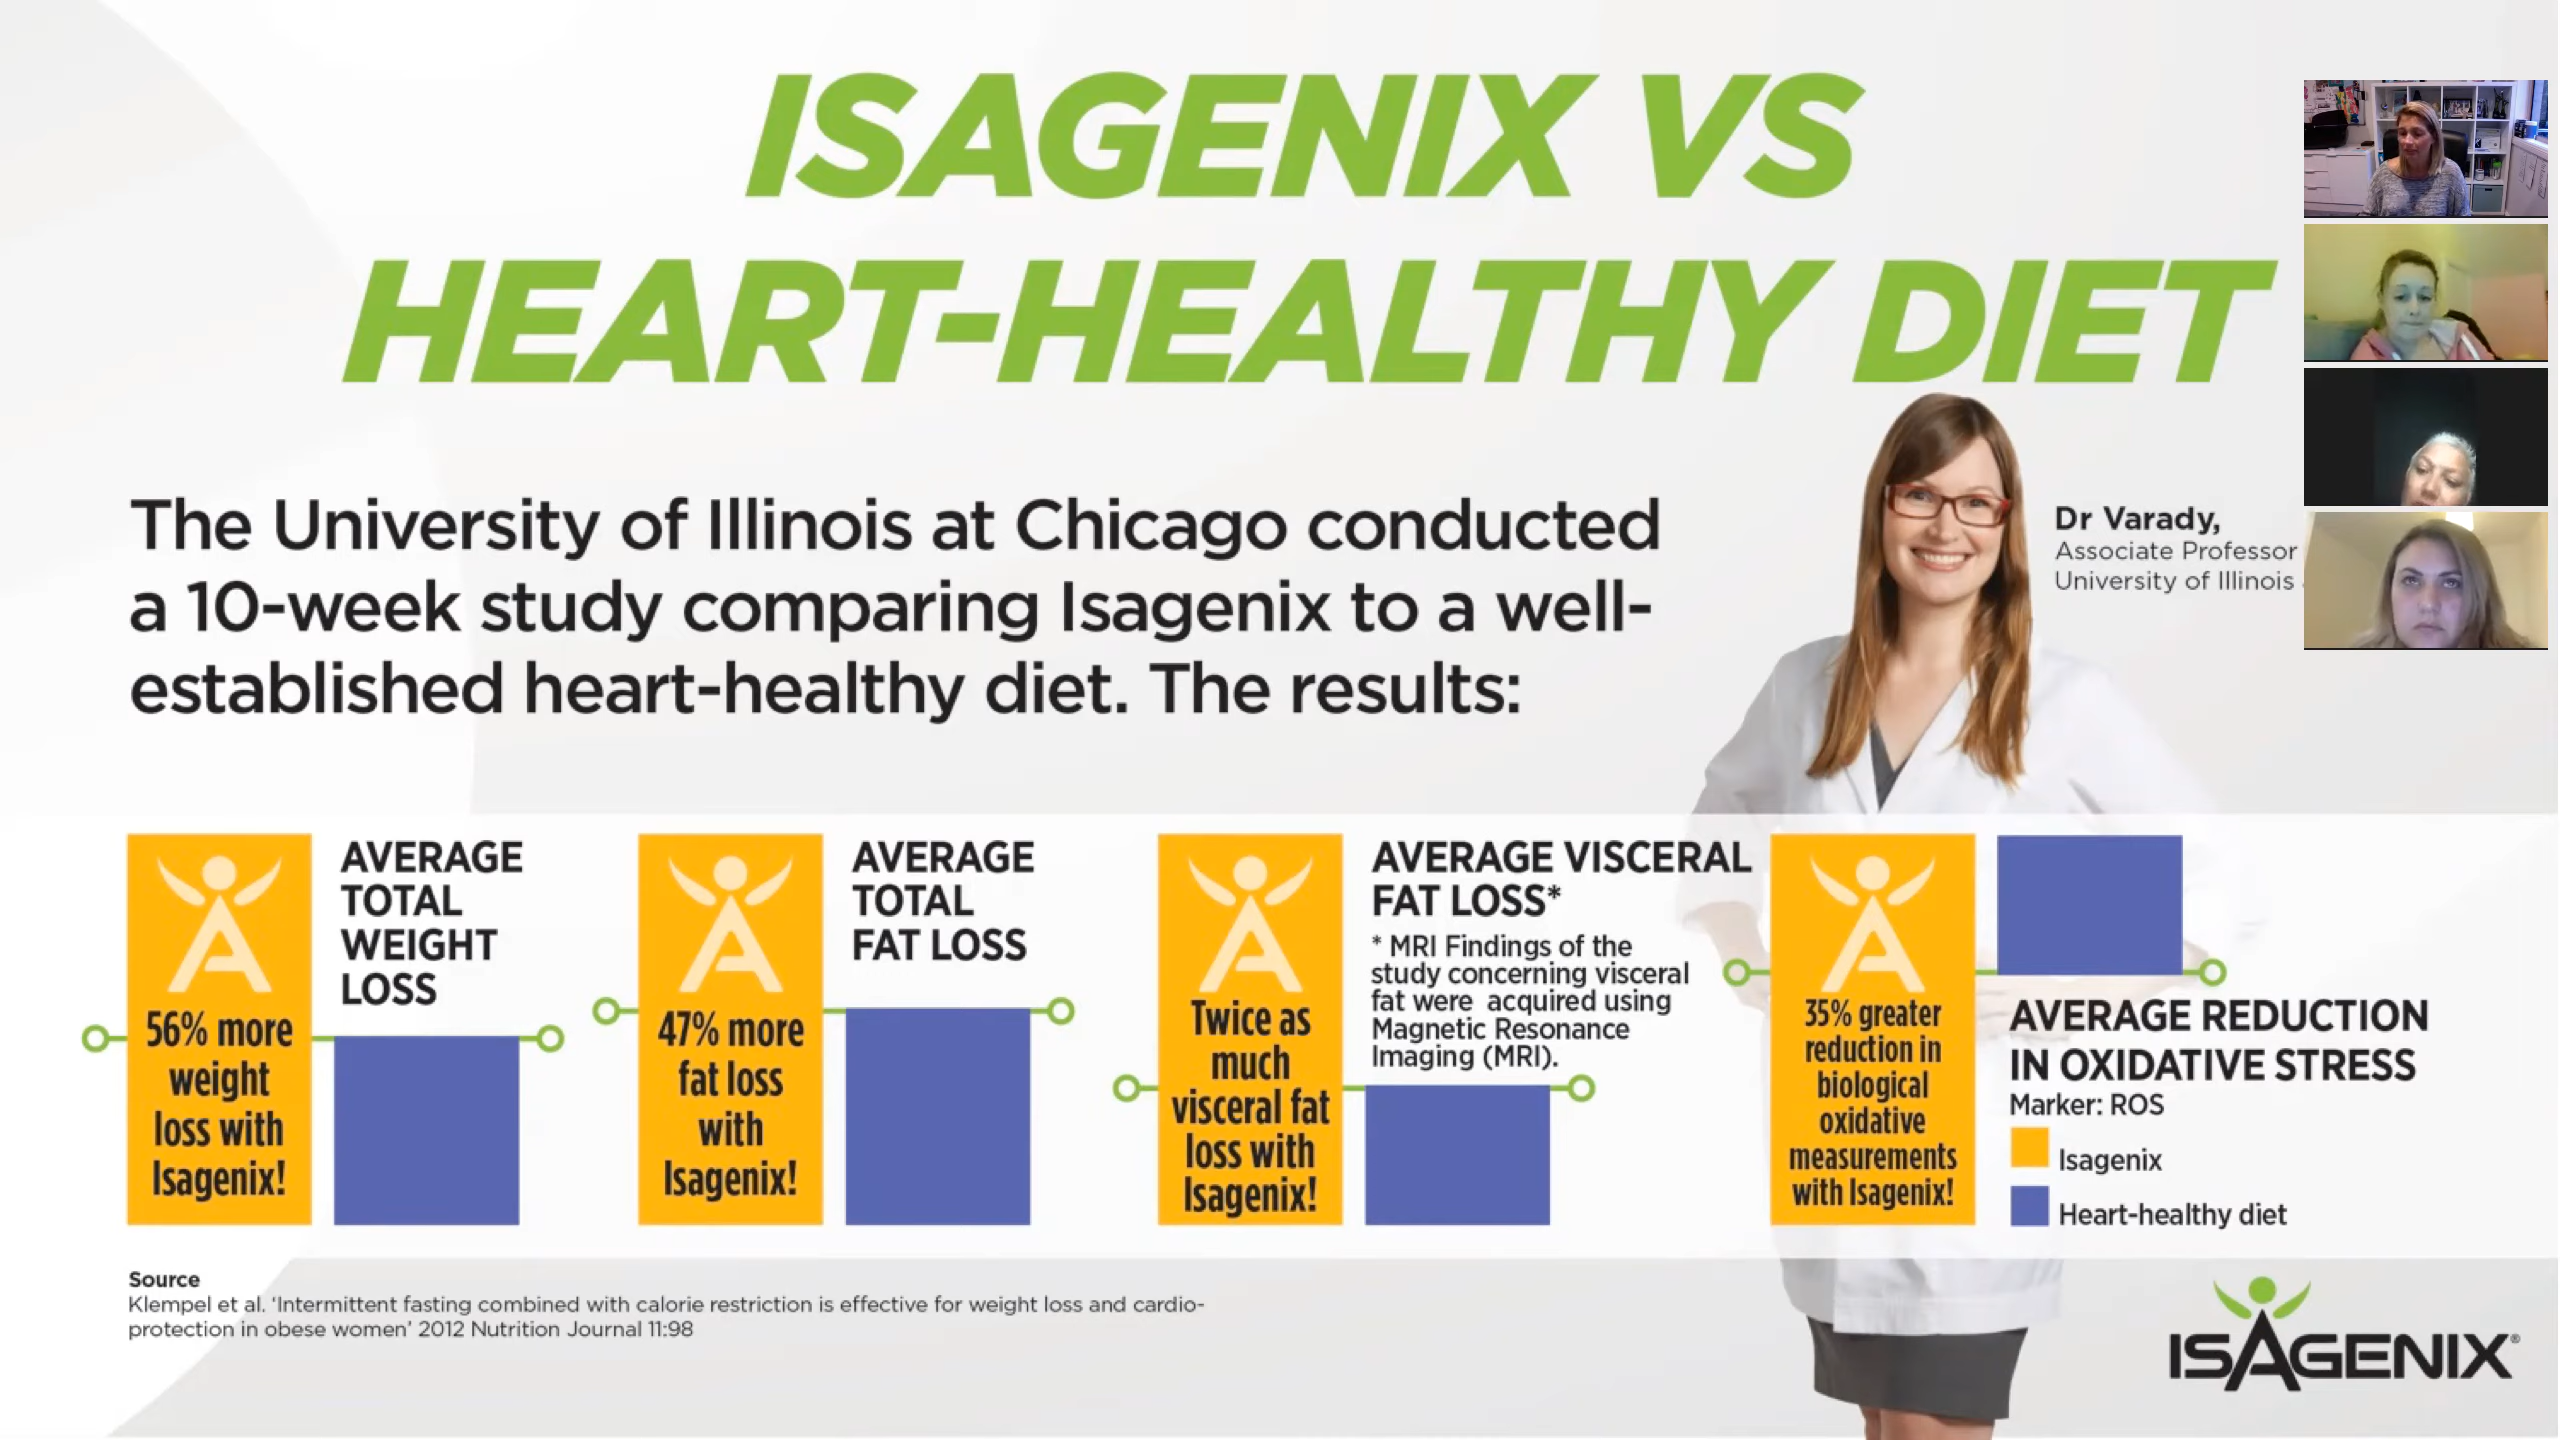 ISAGENIX VS
HEART-HEALTHY DIET
The University of Illinois at Chicago conducted
a 10-week study comparing Isagenix to a well-
established heart-healthy diet. The results:
Dr Varady,
Associate Professor
University of Illinois
56% more
weight
loss with
Isagenix!
AVERAGE
TOTAL
WEIGHT
LOSS
47% more
fat loss
with
Isagenix!
AVERAGE
TOTAL
FAT LOSS
Twice as
much
visceral fat
loss with
Isagenix!
AVERAGE VISCERAL
FAT LOSS*
* MRI Findings of the
study concerning visceral
fat were acquired using
Magnetic Resonance
Imaging (MRI).
35% greater
reduction in
biological
oxidative
measurements
with Isagenix!
AVERAGE REDUCTION
IN OXIDATIVE STRESS
Marker: ROS
Isagenix
Heart-healthy diet
Source
Klempel et al. ‘Intermittent fasting combined with calorie restriction is effective for weight loss and cardio-
protection in obese women’ 2012 Nutrition Journal 11:98
ISAGENIX®